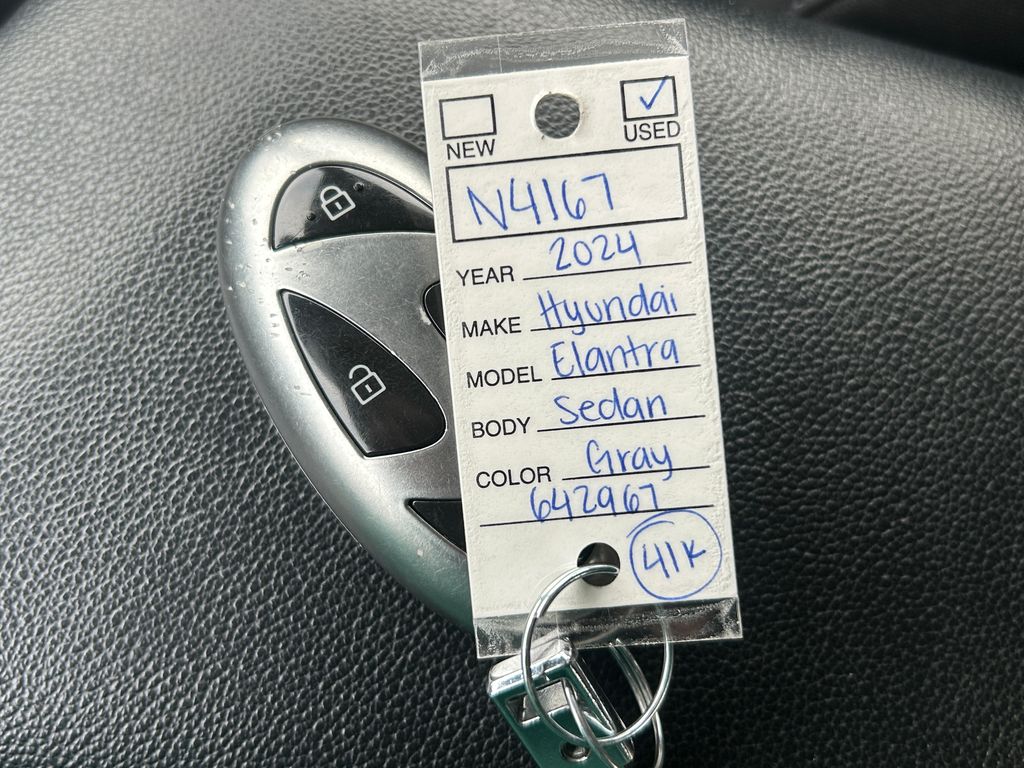 NEW USED ✓
N4167
YEAR 2024
MAKE Hyundai
MODEL Elantra
BODY Sedan
COLOR Gray
642967
41K